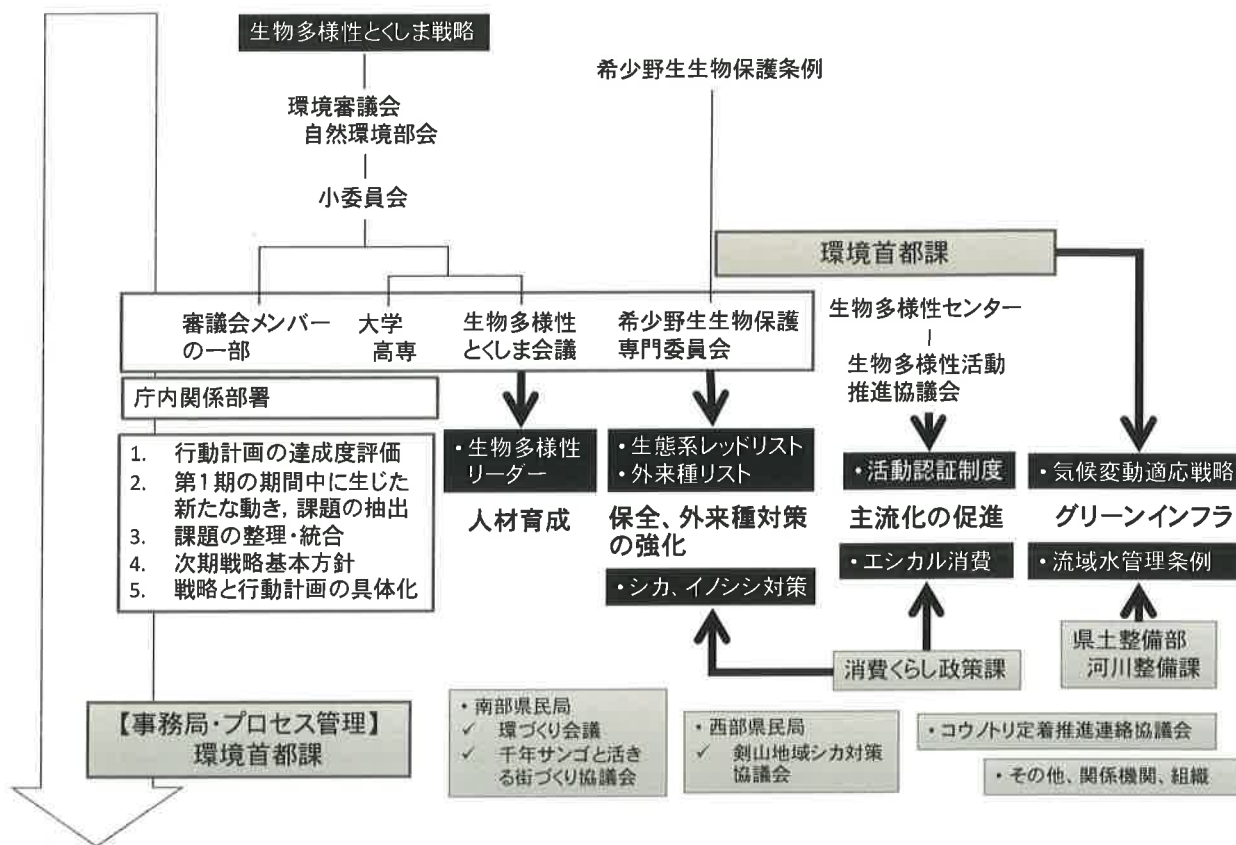 生物多様性とくしま戦略
希少野生生物保護条例
環境審議会
自然環境部会
小委員会
環境首都課
審議会メンバー
の一部
大学
高専
生物多様性
とくしま会議
希少野生生物保護
専門委員会
生物多様性センター
生物多様性活動
推進協議会
庁内関係部署
1. 行動計画の達成度評価
2. 第1期の期間中に生じた
新たな動き，課題の抽出
3. 課題の整理・統合
4. 次期戦略基本方針
5. 戦略と行動計画の具体化
・生物多様性
リーダー
人材育成
・生態系レッドリスト
・外来種リスト
保全、外来種対策
の強化
・シカ、イノシシ対策
・活動認証制度
主流化の促進
・エシカル消費
・気候変動適応戦略
グリーンインフラ
・流域水管理条例
消費くらし政策課
県土整備部
河川整備課
【事務局・プロセス管理】
環境首都課
・南部県民局
✓ 環づくり会議
✓ 千年サンゴと活き
る街づくり協議会
・西部県民局
✓ 剣山地域シカ対策
協議会
・コウノトリ定着推進連絡協議会
・その他、関係機関、組織